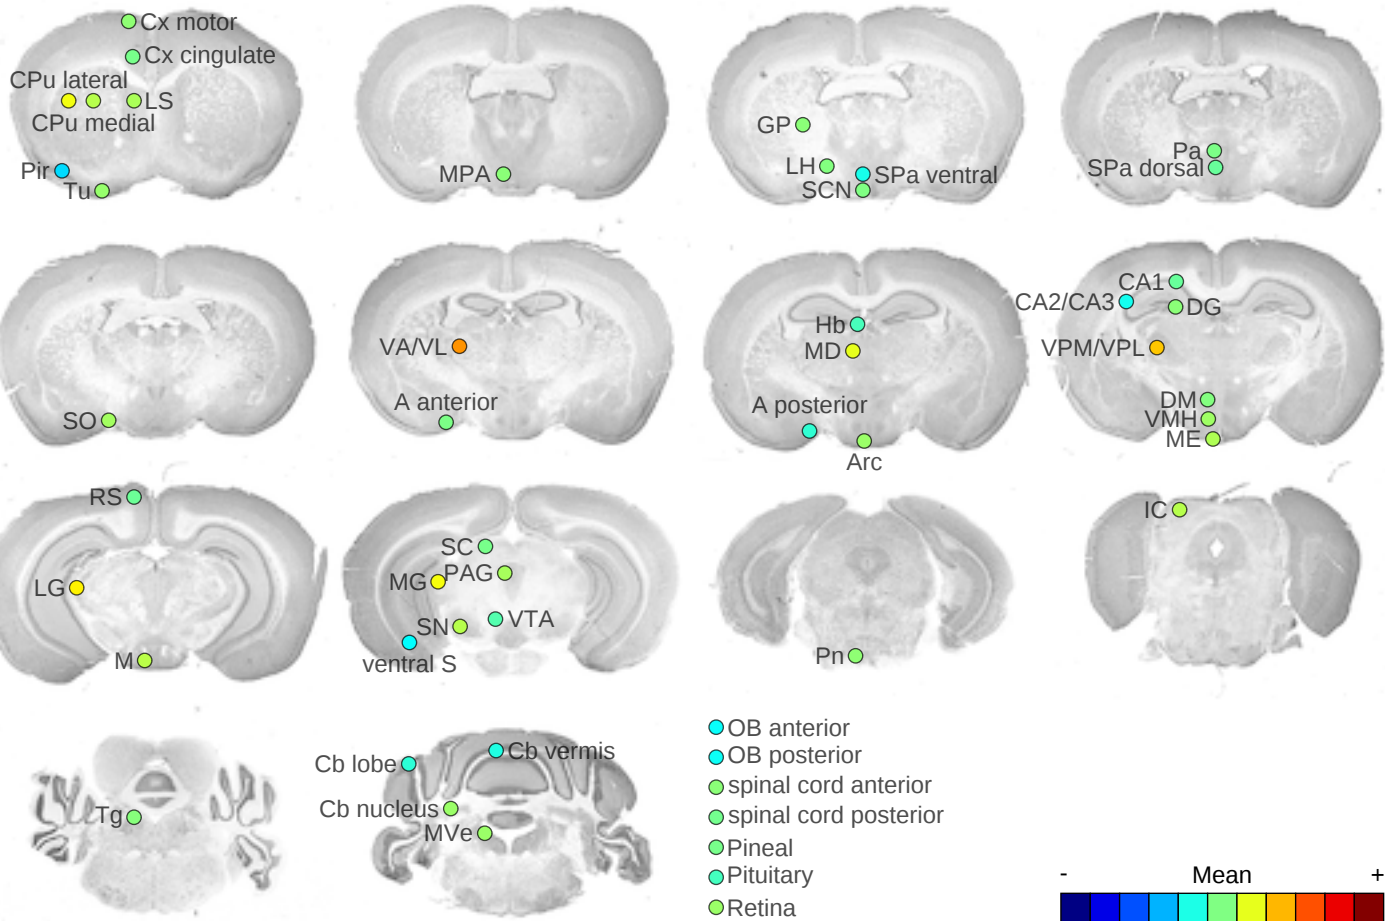 Cx motor
Cx cingulate
CPu lateral
LS
CPu medial
Pir
Tu
MPA
GP
LH
SPa ventral
SCN
Pa
SPa dorsal
SO
VA/VL
A anterior
Hb
MD
A posterior
Arc
CA1
CA2/CA3
DG
VPM/VPL
DM
VMH
ME
RS
LG
M
SC
MG
PAG
SN
VTA
ventral S
Pn
IC
Tg
Cb vermis
Cb lobe
Cb nucleus
MVe
OB anterior
OB posterior
spinal cord anterior
spinal cord posterior
Pineal
Pituitary
Retina
- Mean +